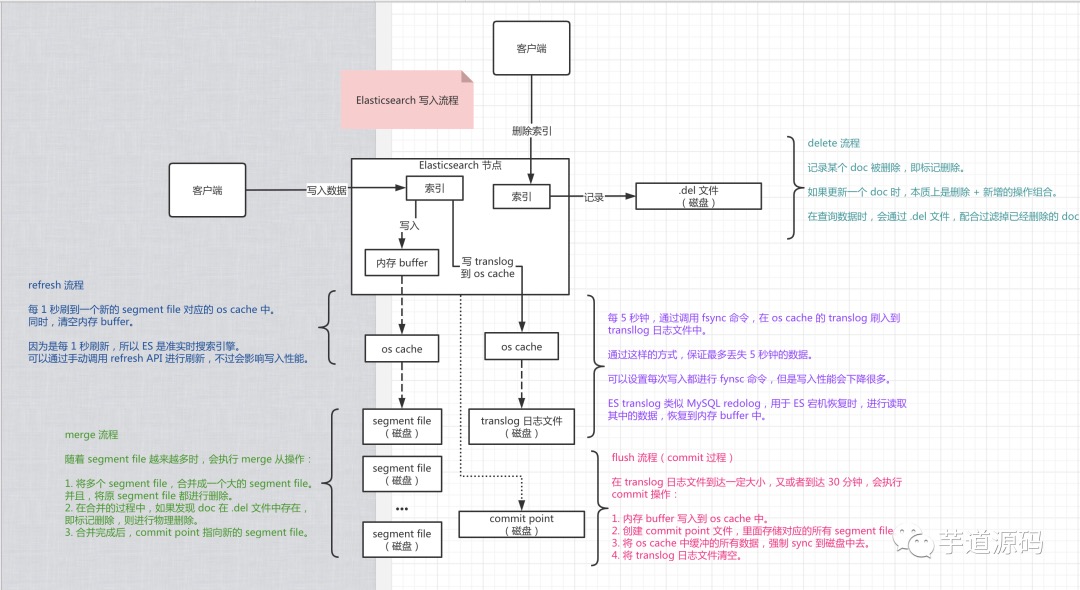 客户端
Elasticsearch 写入流程
删除索引
Elasticsearch 节点
客户端
写入数据
索引
索引
记录
.del 文件
（磁盘）
写入
内存 buffer
写 translog
到 os cache
delete 流程
记录某个 doc 被删除，即标记删除。
如果更新一个 doc 时，本质上是删除 + 新增的操作组合。
在查询数据时，会通过 .del 文件，配合过滤掉已经删除的 doc
refresh 流程
每 1 秒刷到一个新的 segment file 对应的 os cache 中。
同时，清空内存 buffer。
因为是每 1 秒刷新，所以 ES 是准实时搜索引擎。
可以通过手动调用 refresh API 进行刷新，不过会影响写入性能。
os cache
os cache
每 5 秒钟，通过调用 fsync 命令，在 os cache 的 translog 刷入到
transllog 日志文件中。
通过这样的方式，保证最多丢失 5 秒钟的数据。
可以设置每次写入都进行 fynsc 命令，但是写入性能会下降很多。
ES translog 类似 MySQL redolog，用于 ES 宕机恢复时，进行读取
其中的数据，恢复到内存 buffer 中。
segment file
（磁盘）
translog 日志文件
（磁盘）
segment file
（磁盘）
...
segment file
（磁盘）
commit point
（磁盘）
merge 流程
随着 segment file 越来越多时，会执行 merge 从操作：
1. 将多个 segment file，合并成一个大的 segment file。
并且，将原 segment file 都进行删除。
2. 在合并的过程中，如果发现 doc 在 .del 文件中存在，
即标记删除，则进行物理删除。
3. 合并完成后，commit point 指向新的 segment file。
flush 流程（commit 过程）
在 translog 日志文件到达一定大小，又或者到达 30 分钟，会执行
commit 操作：
1. 内存 buffer 写入到 os cache 中。
2. 创建 commit point 文件，里面存储对应的所有 segment file
3. 将 os cache 中缓冲的所有数据，强制 sync 到磁盘中去。
4. 将 translog 日志文件清空。
芋道源码